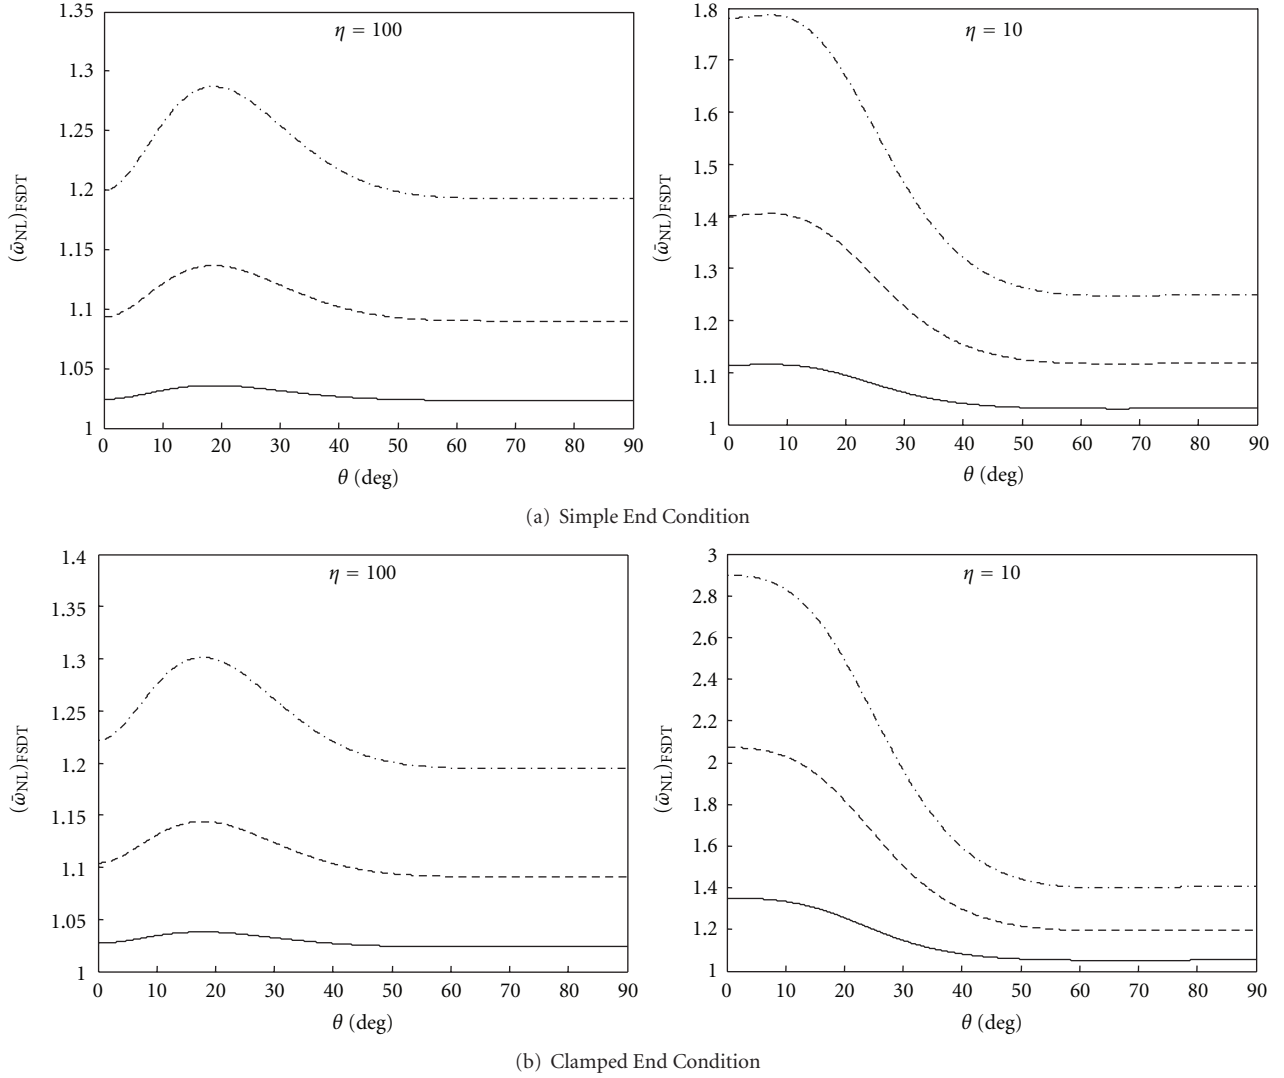 η = 100
1.35
1.3
1.25
1.2
1.15
1.1
1.05
1
(ω̄NL)FSDT
0 10 20 30 40 50 60 70 80 90
θ (deg)
η = 10
1.8
1.7
1.6
1.5
1.4
1.3
1.2
1.1
1
(ω̄NL)FSDT
0 10 20 30 40 50 60 70 80 90
θ (deg)
(a) Simple End Condition
η = 100
1.4
1.35
1.3
1.25
1.2
1.15
1.1
1.05
1
(ω̄NL)FSDT
0 10 20 30 40 50 60 70 80 90
θ (deg)
η = 10
3
2.8
2.6
2.4
2.2
2
1.8
1.6
1.4
1.2
1
(ω̄NL)FSDT
0 10 20 30 40 50 60 70 80 90
θ (deg)
(b) Clamped End Condition